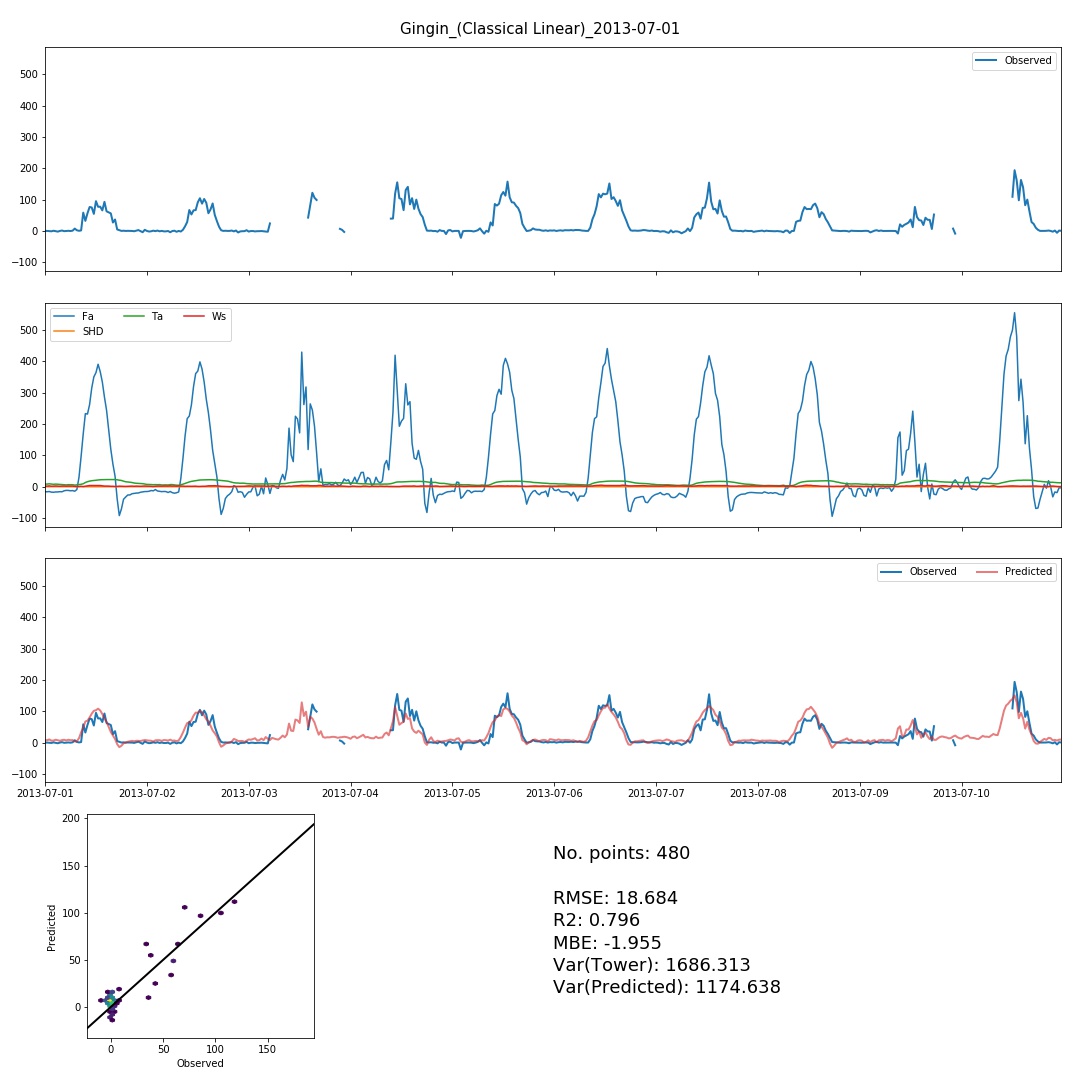 Gingin_(Classical Linear)_2013-07-01
Observed
500
400
300
200
100
0
−100
Fa Ta Ws
SHD
500
400
300
200
100
0
−100
Observed Predicted
500
400
300
200
100
0
−100
2013-07-01 2013-07-02 2013-07-03 2013-07-04 2013-07-05 2013-07-06 2013-07-07 2013-07-08 2013-07-09 2013-07-10
200
150
100
50
0
Predicted
0 50 100 150
Observed
No. points: 480
RMSE: 18.684
R2: 0.796
MBE: -1.955
Var(Tower): 1686.313
Var(Predicted): 1174.638